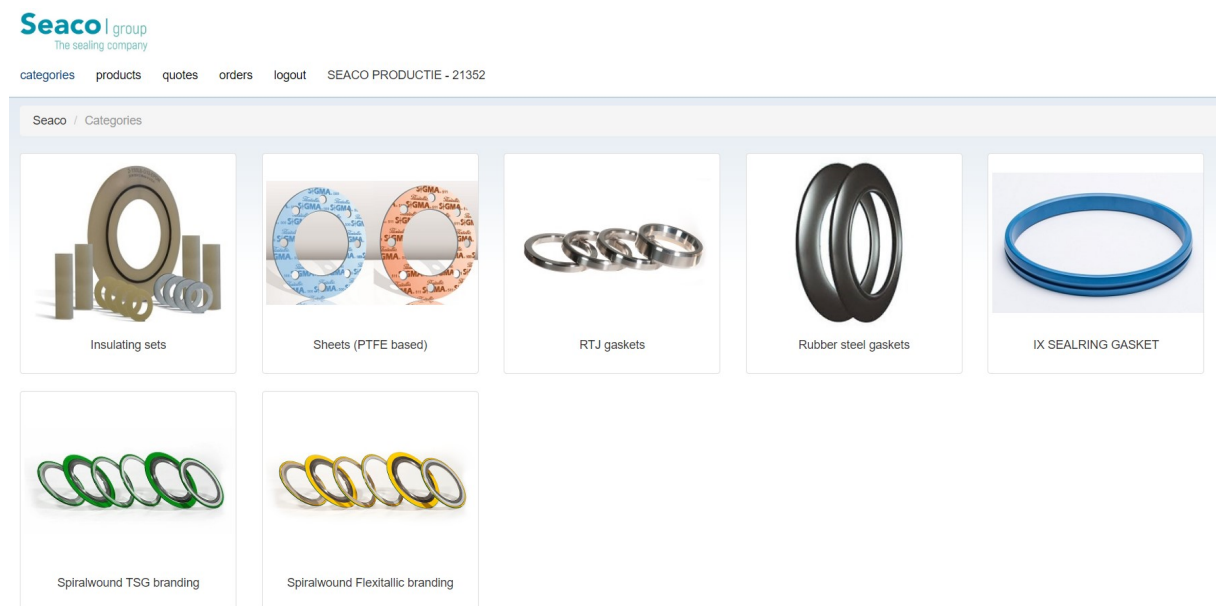 Seaco | group
The sealing company
categories products quotes orders logout SEACO PRODUCTIE - 21352
Seaco / Categories
Insulating sets
Sheets (PTFE based)
SIGMA
RTJ gaskets
Rubber steel gaskets
IX SEALRING GASKET
Spiralwound TSG branding
Spiralwound Flexitallic branding